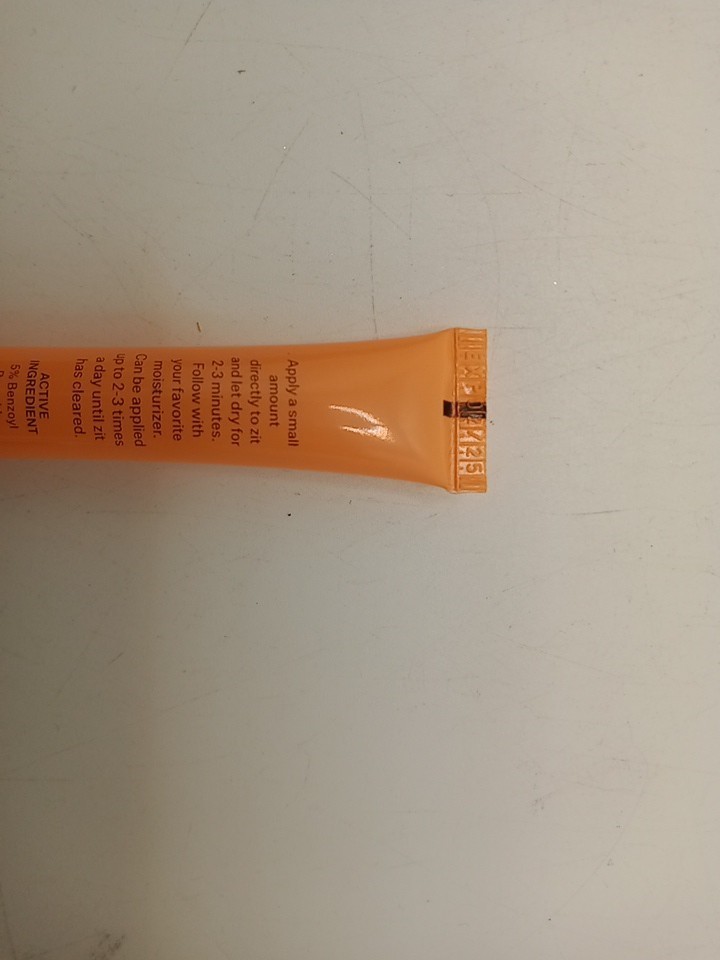 Apply a small
amount
directly to zit
and let dry for
2-3 minutes.
Follow with
your favorite
moisturizer.
Can be applied
up to 2-3 times
a day until zit
has cleared.
ACTIVE
INGREDIENT
5% Benzoyl